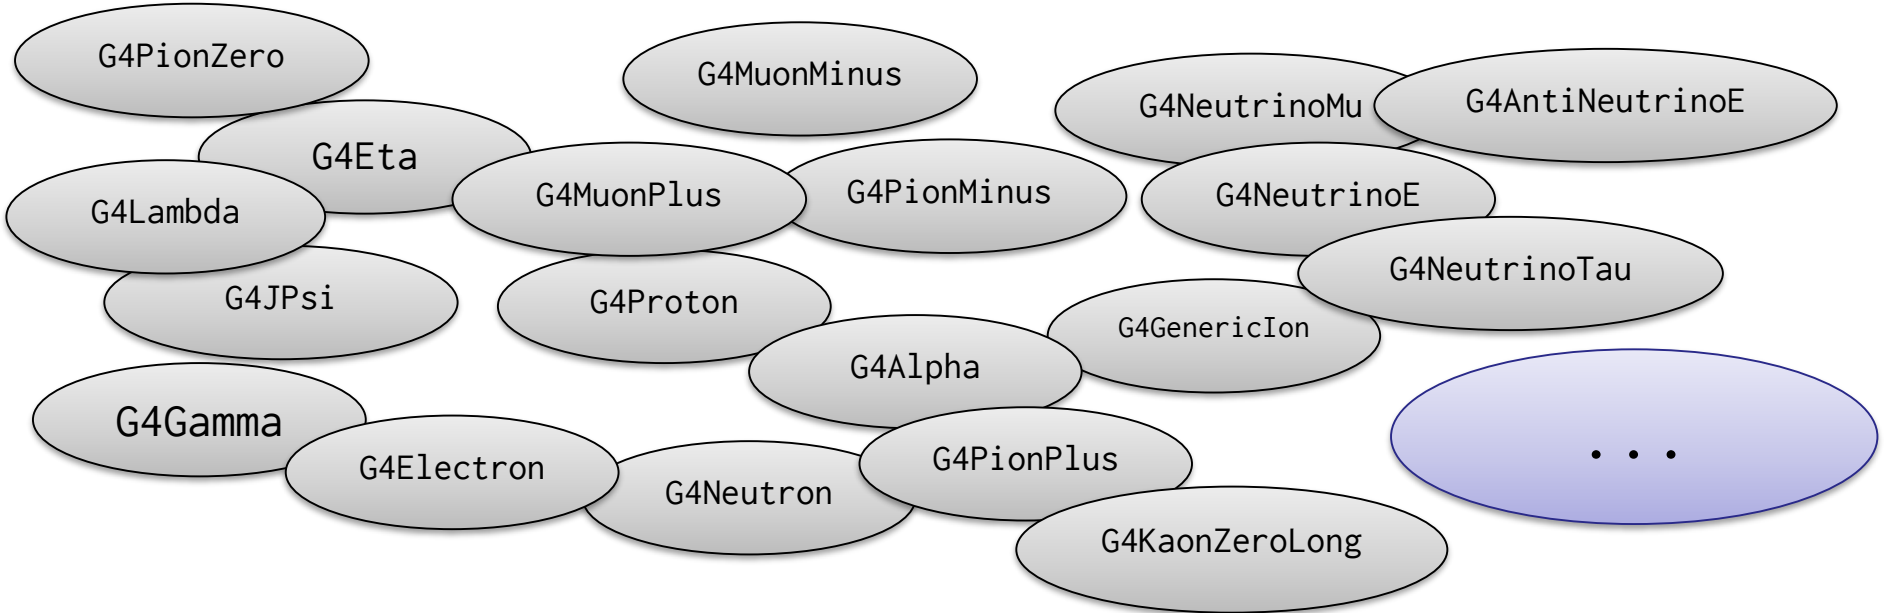 G4PionZero
G4MuonMinus
G4NeutrinoMu
G4AntiNeutrinoE
G4Eta
G4MuonPlus
G4PionMinus
G4NeutrinoE
G4Lambda
G4NeutrinoTau
G4JPsi
G4Proton
G4GenericIon
G4Alpha
G4Gamma
G4Electron
G4Neutron
G4PionPlus
...
G4KaonZeroLong